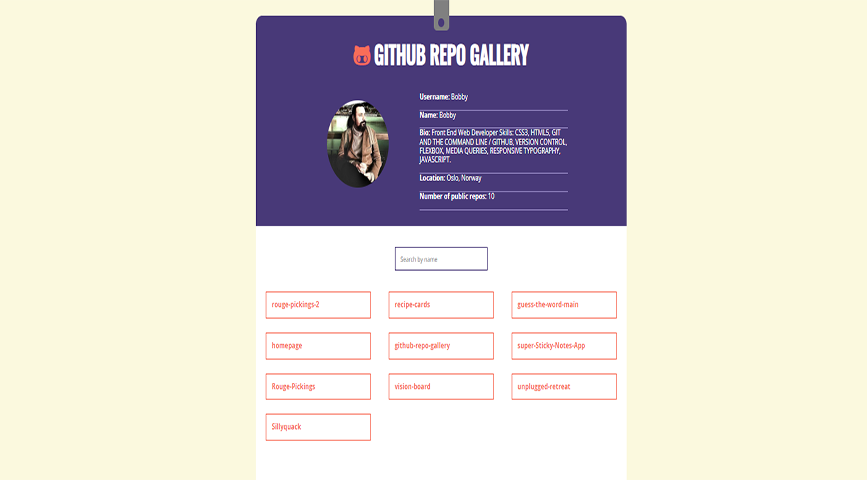 GITHUB REPO GALLERY
Username: Bobby
Name: Bobby
Bio: Front End Web Developer Skills: CSS3, HTML5, GIT
AND THE COMMAND LINE / GITHUB, VERSION CONTROL,
FLEXBOX, MEDIA QUERIES, RESPONSIVE TYPOGRAPHY,
JAVASCRIPT.
Location: Oslo, Norway
Number of public repos: 10
Search by name
rouge-pickings-2
recipe-cards
guess-the-word-main
homepage
github-repo-gallery
super-Sticky-Notes-App
Rouge-Pickings
vision-board
unplugged-retreat
Sillyquack